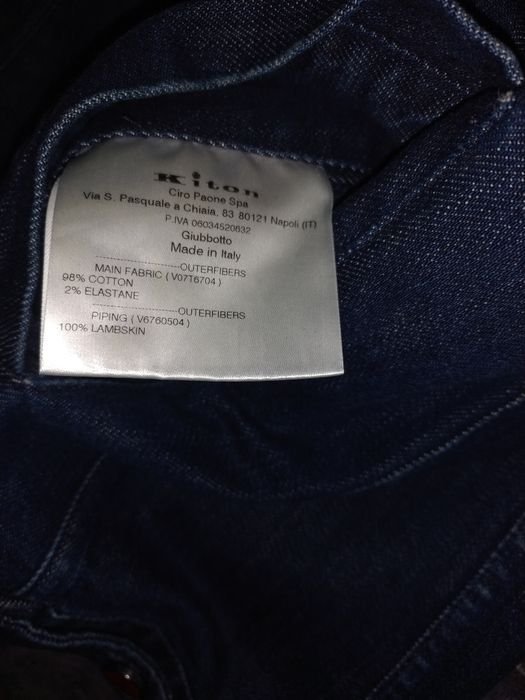 Kiton
Ciro Paone Spa
Via S. Pasquale a Chiaia, 83 80121 Napoli (IT)
P.IVA 06034520632
Giubbotto
Made in Italy
----------------------OUTERFIBERS
MAIN FABRIC ( V07T6704 )
98% COTTON
2% ELASTANE
----------------------OUTERFIBERS
PIPING ( V6760504 )
100% LAMBSKIN